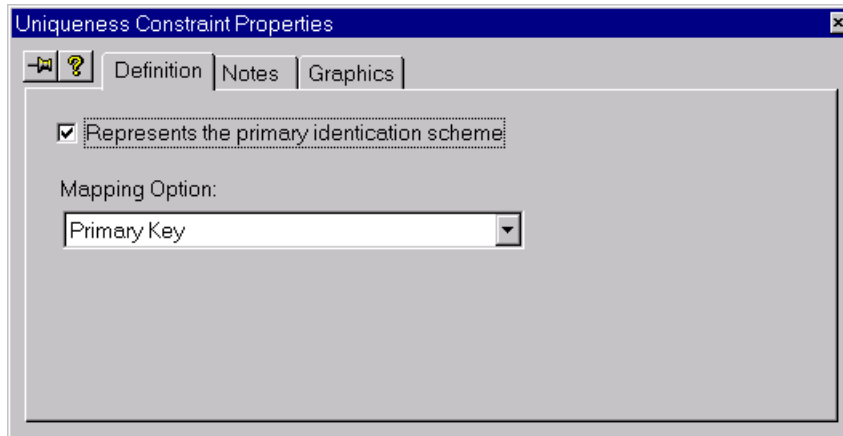 Uniqueness Constraint Properties
Definition Notes Graphics
Represents the primary identication scheme
Mapping Option:
Primary Key